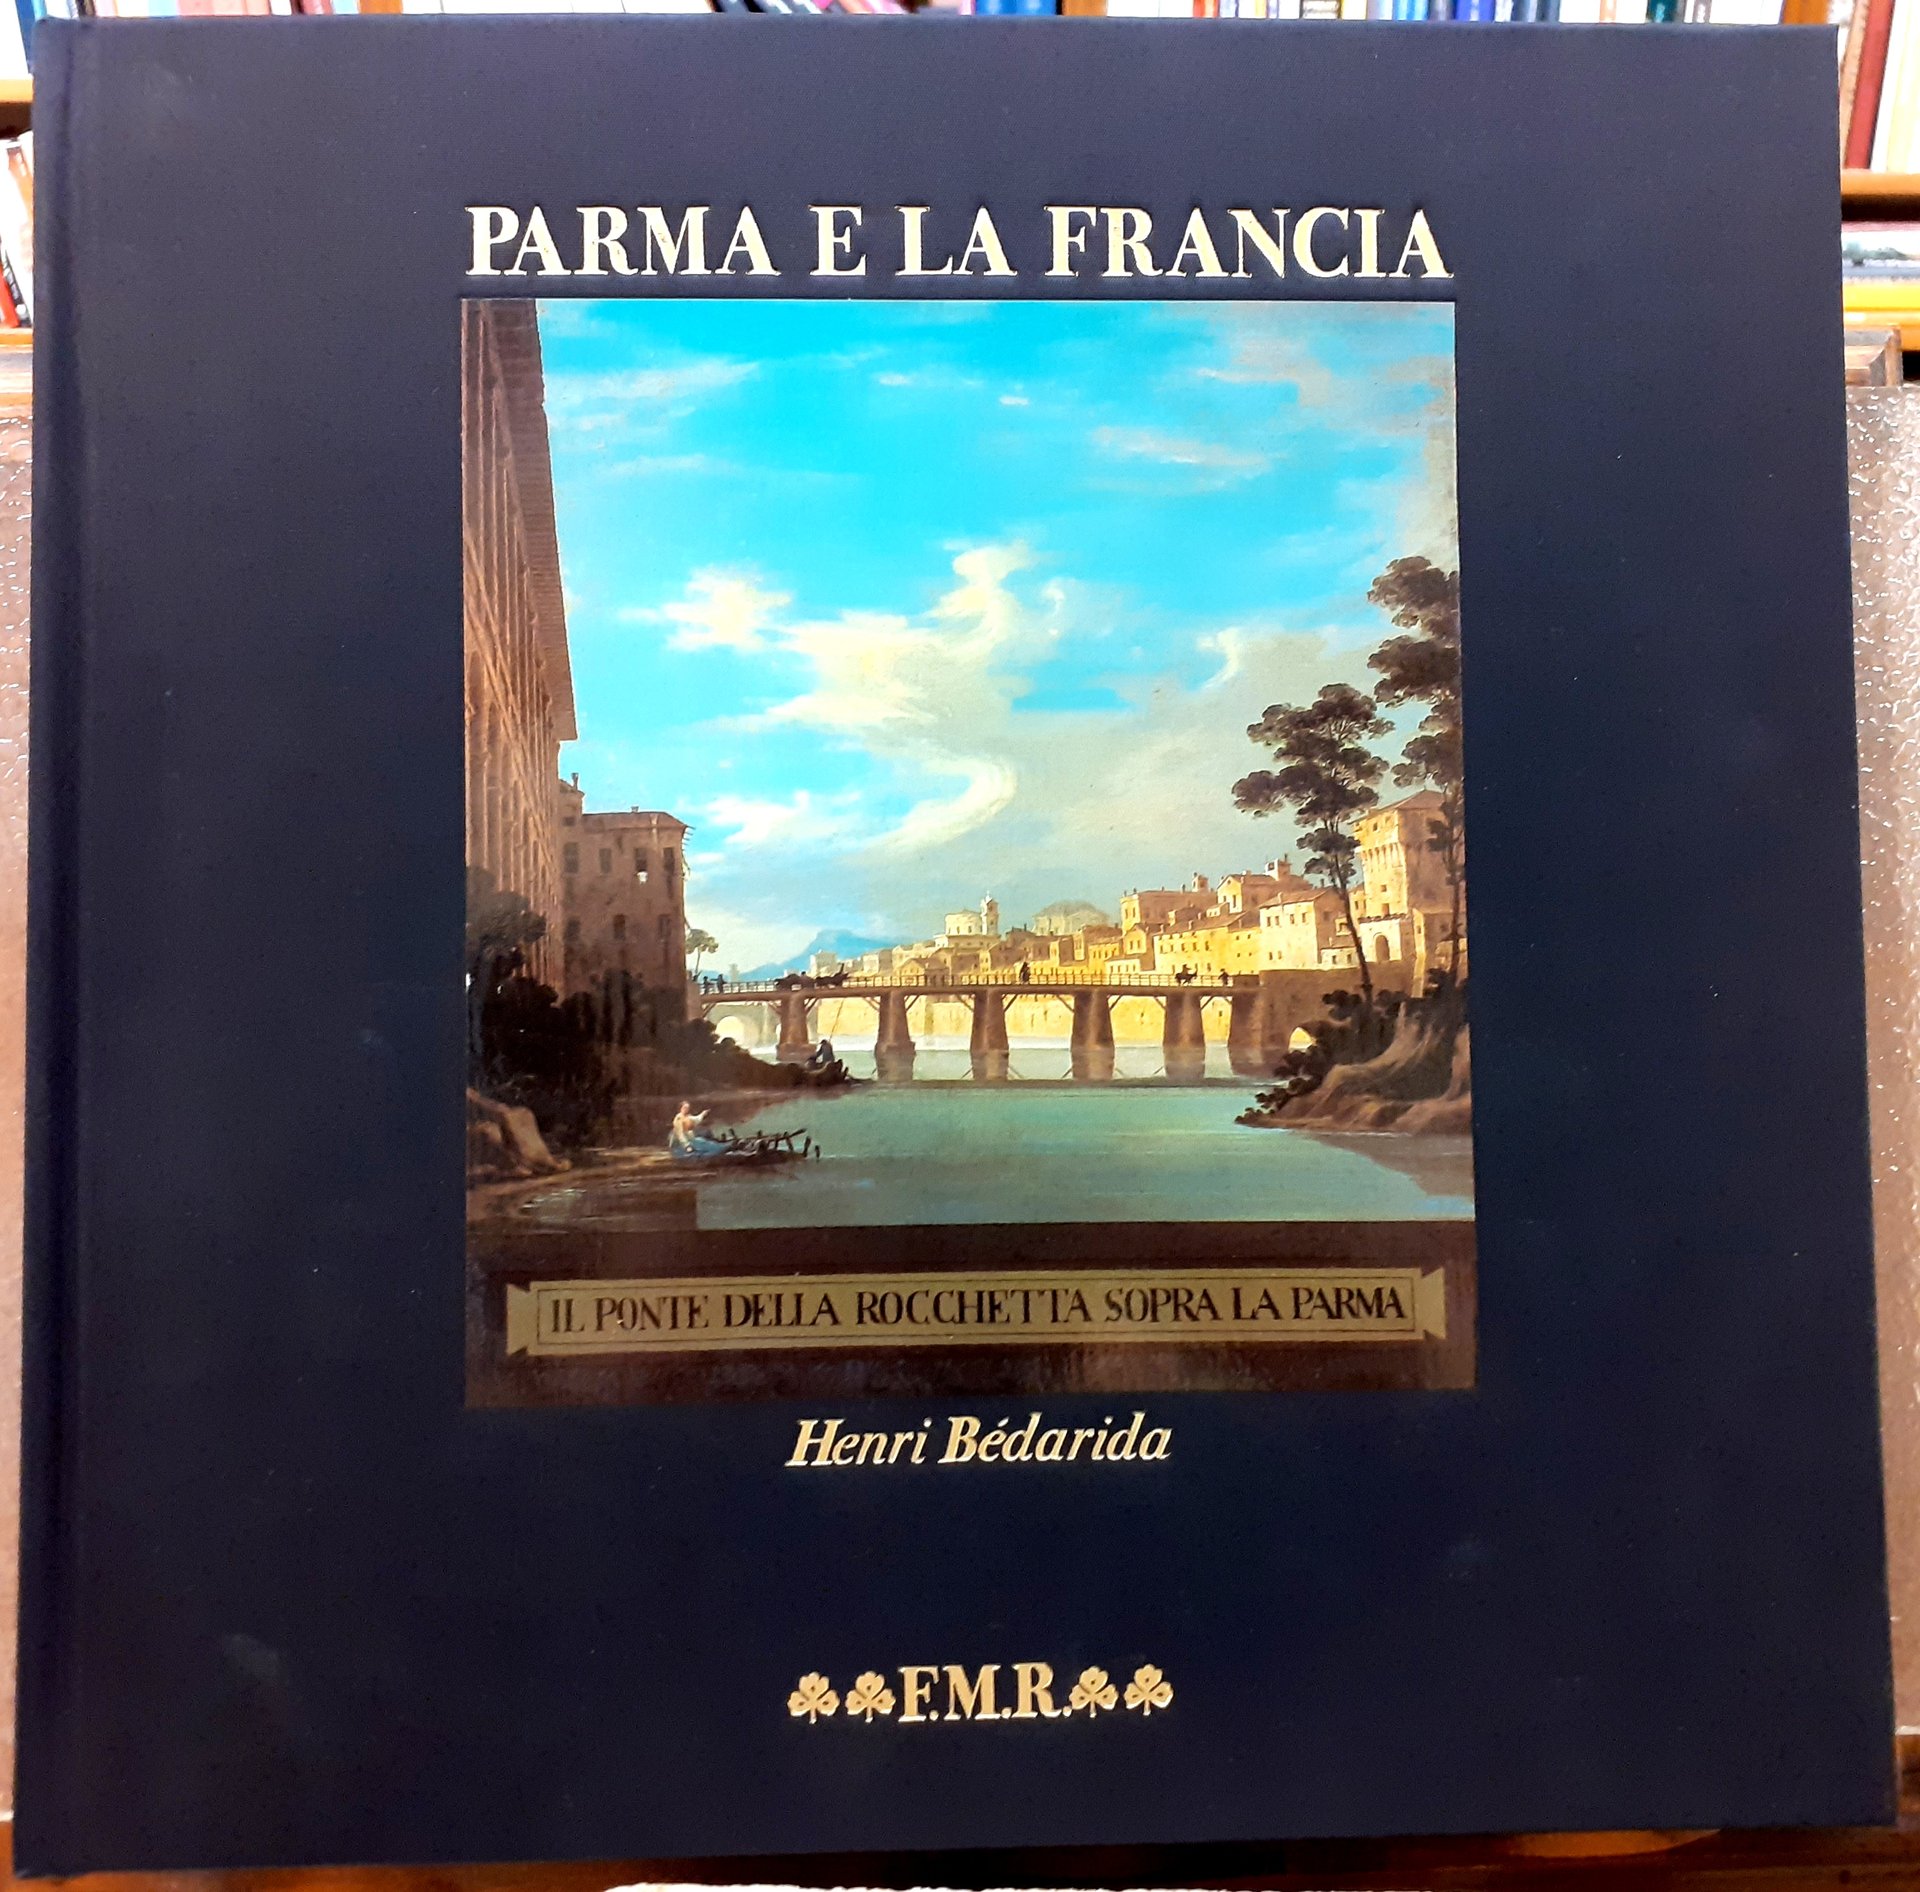 PARMA E LA FRANCIA
IL PONTE DELLA ROCCHETTA SOPRA LA PARMA
Henri Bédarida
F.M.R.